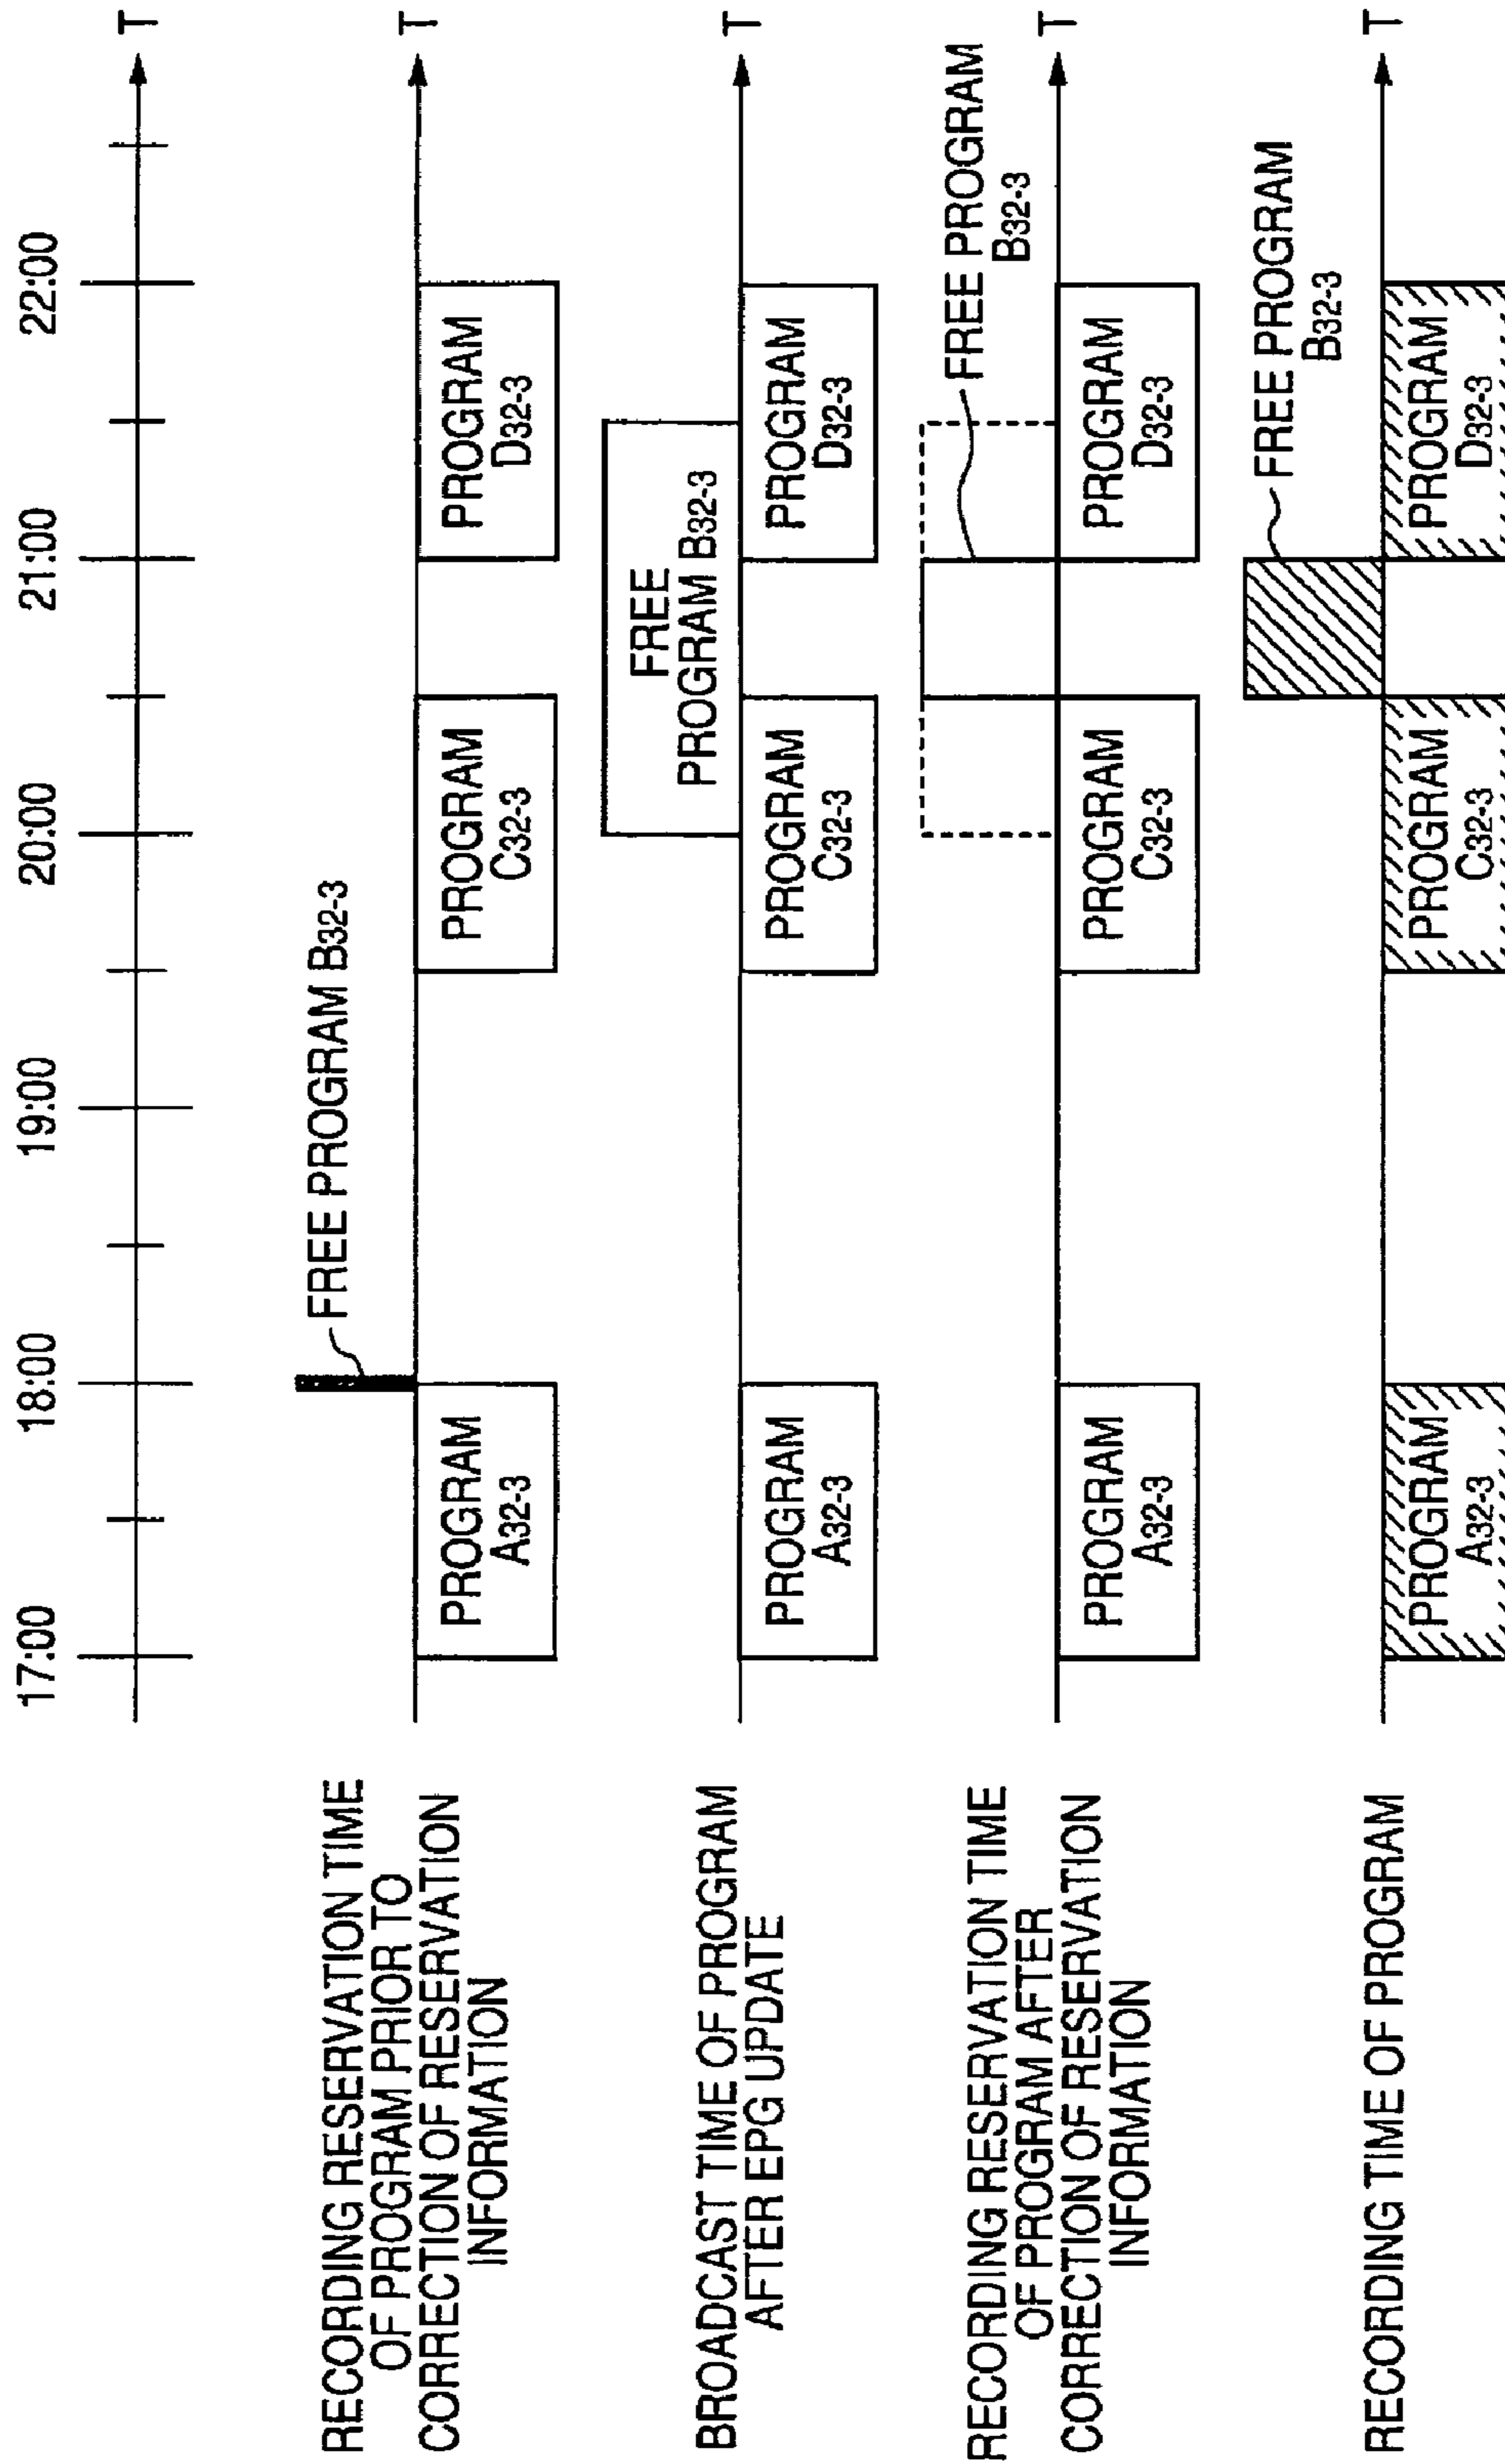 17:00
18:00
19:00
20:00
21:00
22:00
T
RECORDING RESERVATION TIME
OF PROGRAM PRIOR TO
CORRECTION OF RESERVATION
INFORMATION
FREE PROGRAM B32-3
PROGRAM
A32-3
PROGRAM
C32-3
PROGRAM
D32-3
T
BROADCAST TIME OF PROGRAM
AFTER EPG UPDATE
FREE
PROGRAM B32-3
PROGRAM
A32-3
PROGRAM
C32-3
PROGRAM
D32-3
T
RECORDING RESERVATION TIME
OF PROGRAM AFTER
CORRECTION OF RESERVATION
INFORMATION
FREE PROGRAM
B32-3
PROGRAM
A32-3
PROGRAM
C32-3
PROGRAM
D32-3
T
RECORDING TIME OF PROGRAM
FREE PROGRAM
B32-3
PROGRAM
A32-3
PROGRAM
C32-3
PROGRAM
D32-3
T